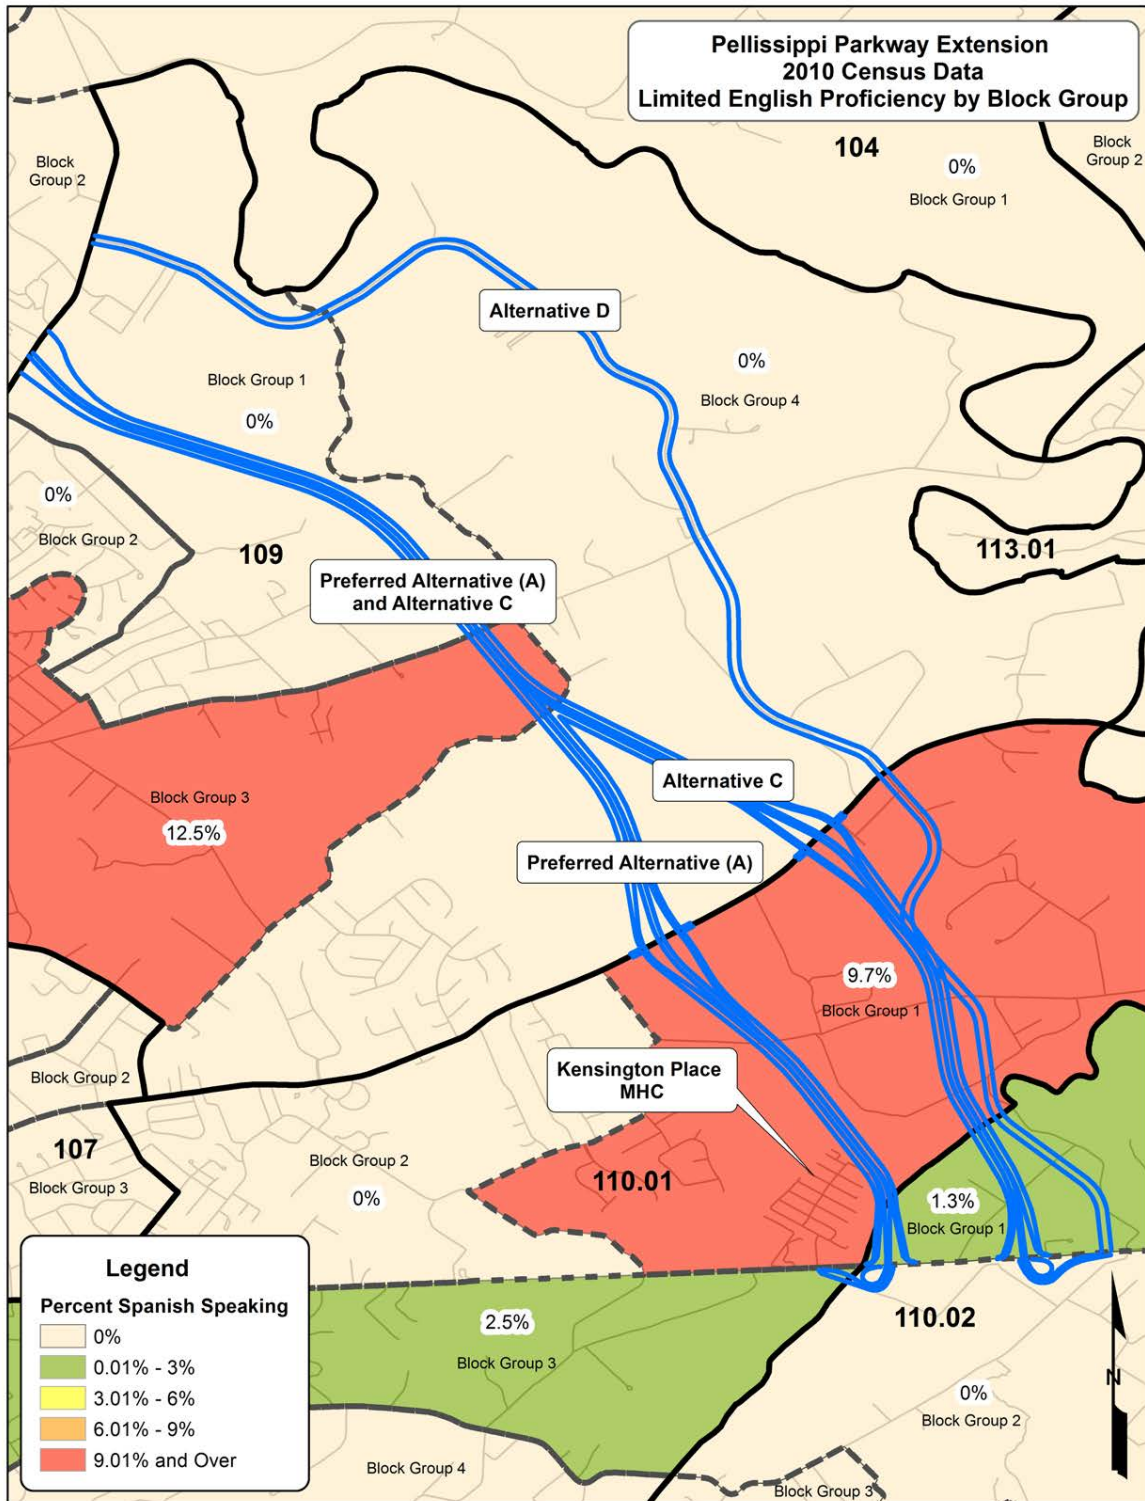 Pellissippi Parkway Extension
2010 Census Data
Limited English Proficiency by Block Group
104
Block
Group 2
0%
Block Group 1
Block
Group 2
Alternative D
0%
Block Group 4
Block Group 1
0%
0%
Block Group 2
109
113.01
Preferred Alternative (A)
and Alternative C
Alternative C
Block Group 3
12.5%
Preferred Alternative (A)
9.7%
Block Group 1
Kensington Place
MHC
Block Group 2
107
Block Group 3
Block Group 2
0%
110.01
1.3%
Block Group 1
2.5%
Block Group 3
110.02
0%
Block Group 2
Block Group 4
Block Group 3
N
Legend
Percent Spanish Speaking
0%
0.01% - 3%
3.01% - 6%
6.01% - 9%
9.01% and Over